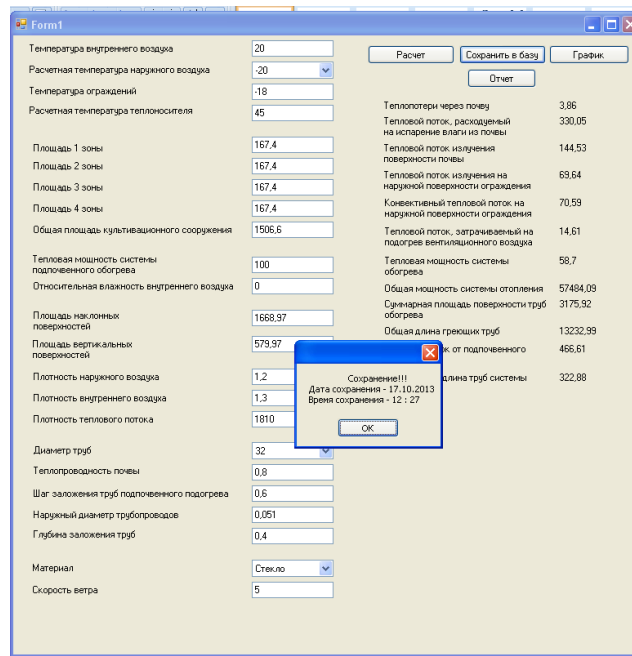 Form1
Температура внутреннего воздуха 20
Расчетная температура наружного воздуха -20
Температура ограждений -18
Расчетная температура теплоносителя 45
Площадь 1 зоны 167,4
Площадь 2 зоны 167,4
Площадь 3 зоны 167,4
Площадь 4 зоны 167,4
Общая площадь культивационного сооружения 1506,6
Тепловая мощность системы
подпочвенного обогрева 100
Относительная влажность внутреннего воздуха 0
Площадь наклонных
поверхностей 1668,97
Площадь вертикальных
поверхностей 579,97
Плотность наружного воздуха 1,2
Плотность внутреннего воздуха 1,3
Плотность теплового потока 1810
Диаметр труб 32
Теплопроводность почвы 0,8
Шаг заложения труб подпочвенного подогрева 0,6
Наружный диаметр трубопроводов 0,051
Глубина заложения труб 0,4
Материал Стекло
Скорость ветра 5
Расчет Сохранить в базу График
Отчет
Теплопотери через почву 3,86
Тепловой поток, расходуемый 330,05
на испарение влаги из почвы
Тепловой поток излучения 144,53
поверхности почвы
Тепловой поток излучения на 69,64
наружной поверхности ограждения
Конвективный тепловой поток на 70,59
наружной поверхности ограждения
Тепловой поток, затрачиваемый на 14,61
подогрев вентиляционного воздуха
Тепловая мощность системы 58,7
обогрева
Общая мощность системы отопления 57484,09
Суммарная площадь поверхности труб 3175,92
обогрева
Общая длина греющих труб 13232,99
от подпочвенного 466,61
длина труб системы 322,88
Сохранение!!!
Дата сохранения - 17.10.2013
Время сохранения - 12 : 27
OK